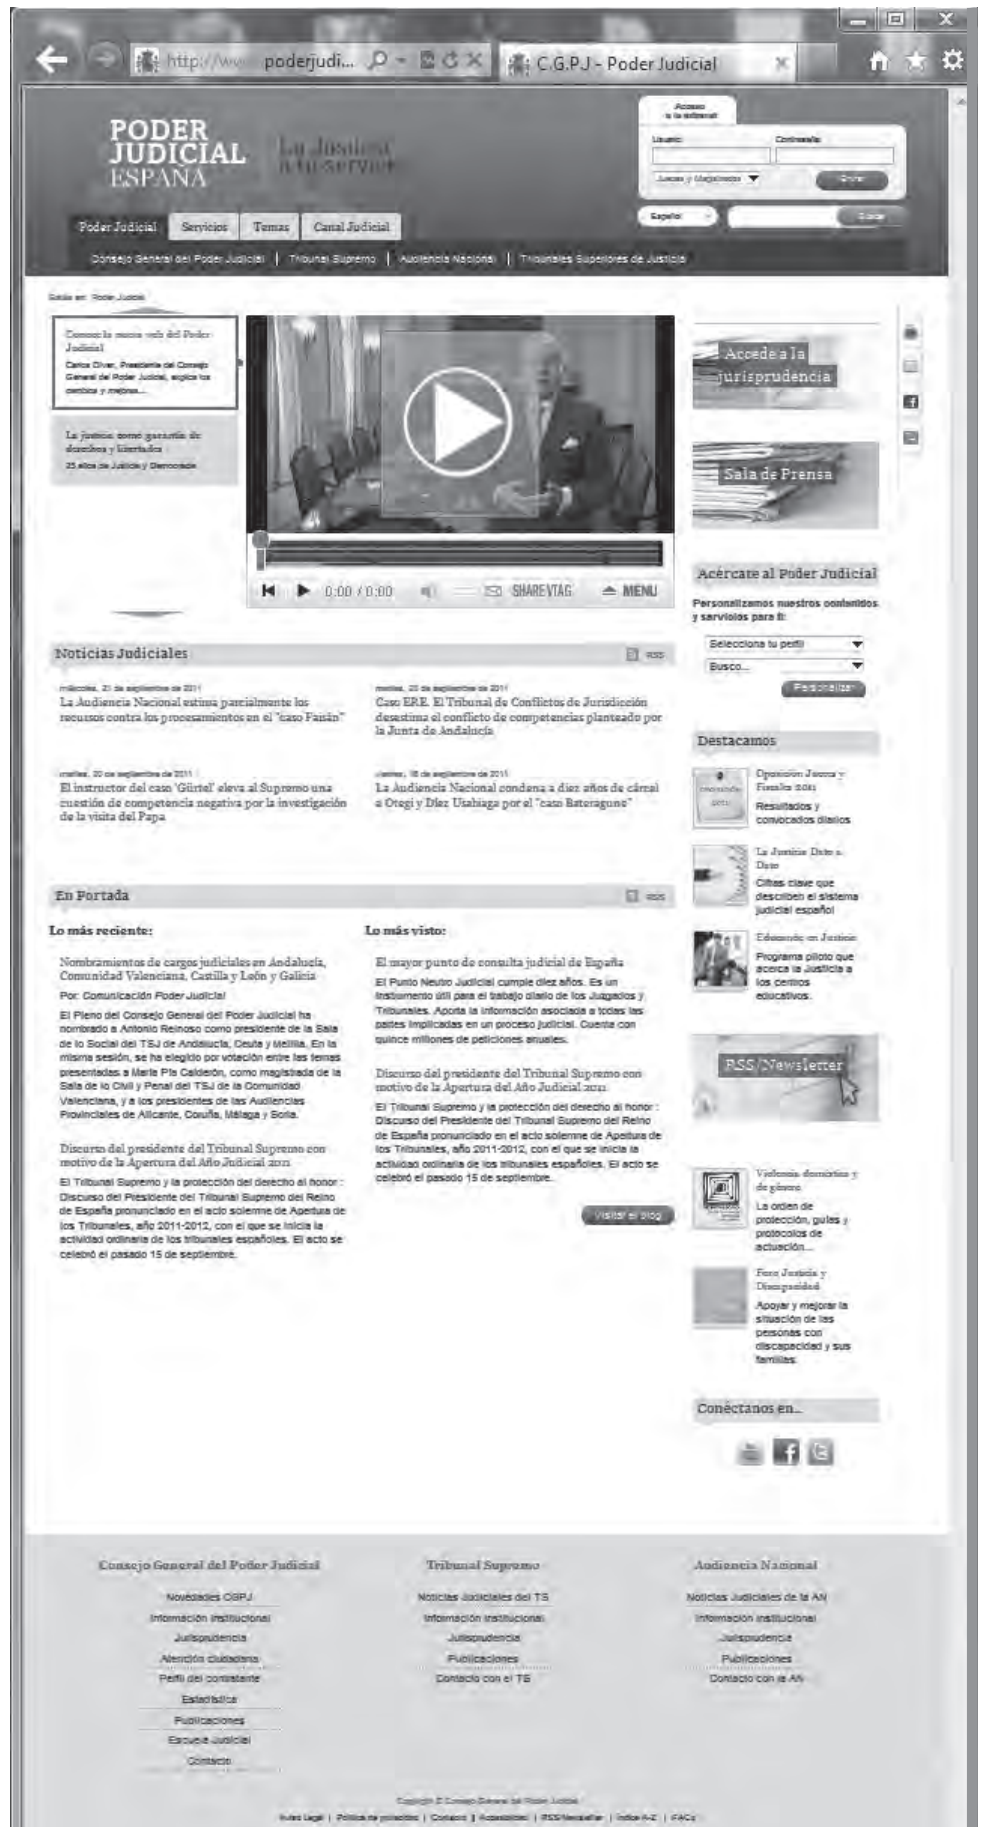 http://www. poderjudi...
C.G.P.J - Poder Judicial
PODER
JUDICIAL
ESPAÑA
La Justicia
a tu servicio
Acceso
a la extranet
Usuario:
Contraseña:
Jueces y Magistrados
Enviar
Español
Buscar
Poder Judicial
Servicios
Temas
Canal Judicial
Consejo General del Poder Judicial | Tribunal Supremo | Audiencia Nacional | Tribunales Superiores de Justicia
Estás en: Poder Judicial
Conoce la nueva web del Poder
Judicial
Carlos Dívar, Presidente del Consejo
General del Poder Judicial, explica los
cambios y mejoras...
La justicia como garantía de
derechos y libertades
25 años de Justicia y Democracia
0:00 / 0:00
SHARE VTAG
MENU
Accede a la
jurisprudencia
Sala de Prensa
Acércate al Poder Judicial
Personalizamos nuestros contenidos
y servicios para ti:
Selecciona tu perfil
Busco...
Personalizar
Noticias Judiciales
RSS
miércoles, 21 de septiembre de 2011
La Audiencia Nacional estima parcialmente los
recursos contra los procesamientos en el "caso Faisán"
martes, 20 de septiembre de 2011
Caso ERE. El Tribunal de Conflictos de Jurisdicción
desestima el conflicto de competencias planteado por
la Junta de Andalucía
martes, 20 de septiembre de 2011
El instructor del caso 'Gürtel' eleva al Supremo una
cuestión de competencia negativa por la investigación
de la visita del Papa
viernes, 16 de septiembre de 2011
La Audiencia Nacional condena a diez años de cárcel
a Otegi y Díez Usabiaga por el "caso Bateragune"
Destacamos
Oposición Jueces y
Fiscales 2011
Resultados y
convocados diarios
La Justicia Dato a
Dato
Cifras clave que
describen el sistema
judicial español
Educando en Justicia
Programa piloto que
acerca la Justicia a
los centros
educativos.
RSS/Newsletter
Violencia doméstica y
de género
La orden de
protección, guías y
protocolos de
actuación...
Foro Justicia y
Discapacidad
Apoyar y mejorar la
situación de las
personas con
discapacidad y sus
familias.
Conéctanos en...
En Portada
RSS
Lo más reciente:
Nombramientos de cargos judiciales en Andalucía,
Comunidad Valenciana, Castilla y León y Galicia
Por: Comunicación Poder Judicial
El Pleno del Consejo General del Poder Judicial ha
nombrado a Antonio Reinoso como presidente de la Sala
de lo Social del TSJ de Andalucía, Ceuta y Melilla. En la
misma sesión, se ha elegido por votación entre las ternas
presentadas a María Pía Calderón, como magistrada de la
Sala de lo Civil y Penal del TSJ de la Comunidad
Valenciana, y a los presidentes de las Audiencias
Provinciales de Alicante, Coruña, Málaga y Soria.
Discurso del presidente del Tribunal Supremo con
motivo de la Apertura del Año Judicial 2011
El Tribunal Supremo y la protección del derecho al honor :
Discurso del Presidente del Tribunal Supremo del Reino
de España pronunciado en el acto solemne de Apertura de
los Tribunales, año 2011-2012, con el que se inicia la
actividad ordinaria de los tribunales españoles. El acto se
celebró el pasado 15 de septiembre.
Lo más visto:
El mayor punto de consulta judicial de España
El Punto Neutro Judicial cumple diez años. Es un
instrumento útil para el trabajo diario de los Juzgados y
Tribunales. Aporta la información asociada a todas las
partes implicadas en un proceso judicial. Cuenta con
quince millones de peticiones anuales.
Discurso del presidente del Tribunal Supremo con
motivo de la Apertura del Año Judicial 2011
El Tribunal Supremo y la protección del derecho al honor :
Discurso del Presidente del Tribunal Supremo del Reino
de España pronunciado en el acto solemne de Apertura de
los Tribunales, año 2011-2012, con el que se inicia la
actividad ordinaria de los tribunales españoles. El acto se
celebró el pasado 15 de septiembre.
Visitar el blog
Consejo General del Poder Judicial
Novedades CGPJ
Información Institucional
Jurisprudencia
Atención ciudadana
Perfil del contratante
Estadística
Publicaciones
Escuela Judicial
Contacto
Tribunal Supremo
Noticias Judiciales del TS
Información Institucional
Jurisprudencia
Publicaciones
Contacto con el TS
Audiencia Nacional
Noticias Judiciales de la AN
Información Institucional
Jurisprudencia
Publicaciones
Contacto con la AN
Copyright © Consejo General del Poder Judicial
Aviso Legal | Política de privacidad | Contacto | Accesibilidad | RSS/Newsletter | Índice A-Z | FAQs